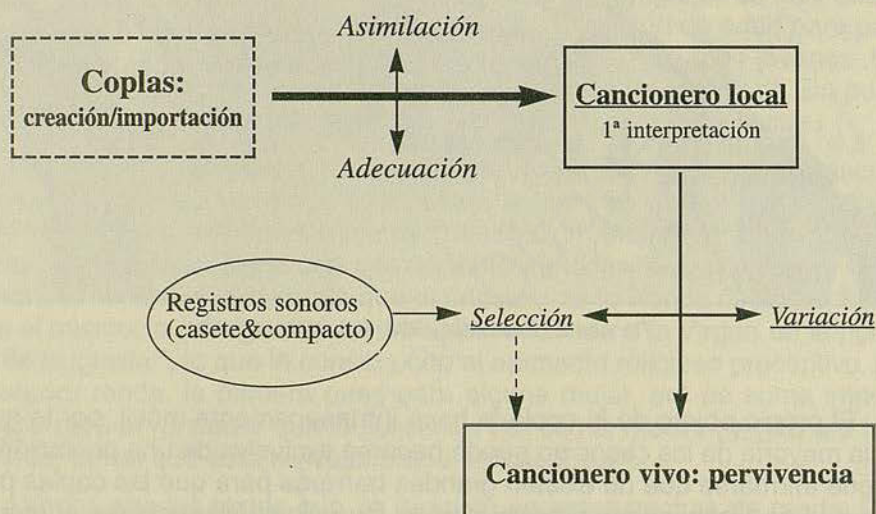 Asimilación
Coplas:
creación/importación
Cancionero local
1ª interpretación
Adecuación
Registros sonoros
(casete&compacto)
Selección
Variación
Cancionero vivo: pervivencia